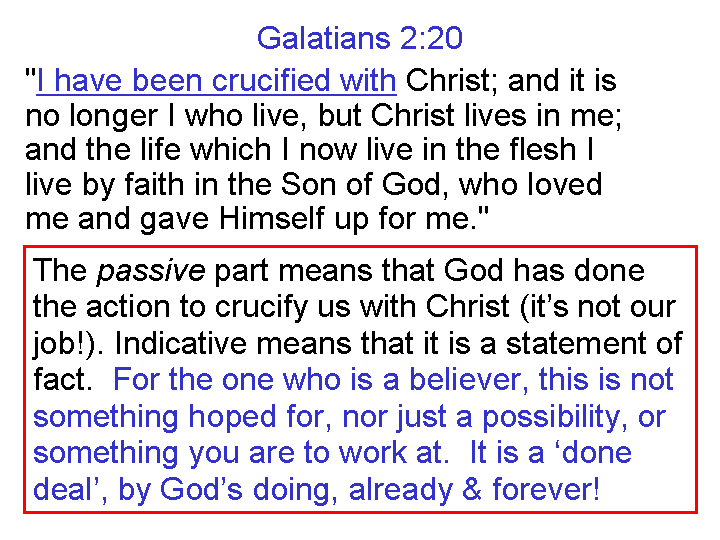 Galatians 2:20
"I have been crucified with Christ; and it is
no longer I who live, but Christ lives in me;
and the life which I now live in the flesh I
live by faith in the Son of God, who loved
me and gave Himself up for me."
The passive part means that God has done
the action to crucify us with Christ (it’s not our
job!). Indicative means that it is a statement of
fact.  For the one who is a believer, this is not
something hoped for, nor just a possibility, or
something you are to work at.  It is a ‘done
deal’, by God’s doing, already & forever!